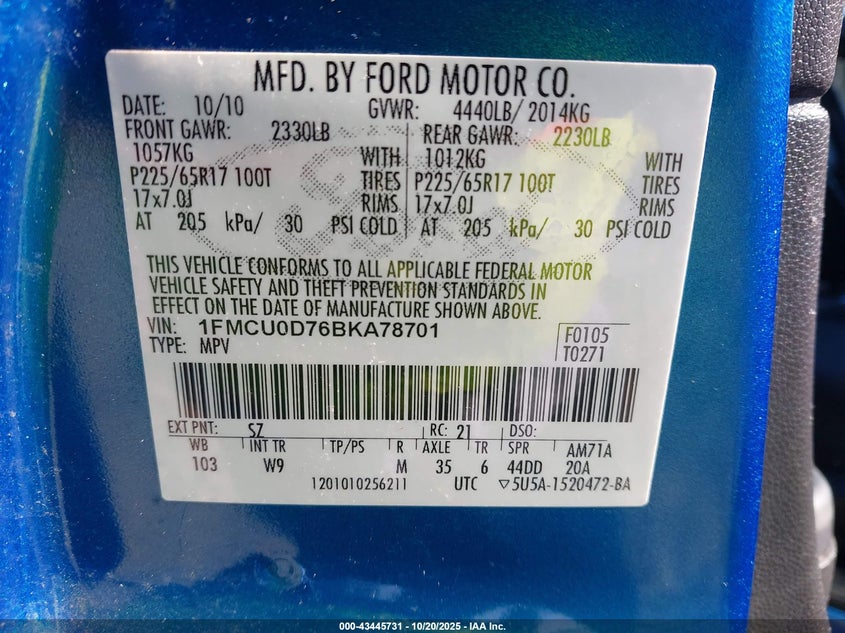 MFD. BY FORD MOTOR CO.
DATE: 10/10 GVWR: 4440LB/ 2014KG
FRONT GAWR: 2330LB REAR GAWR: 2230LB
1057KG WITH 1012KG WITH
P225/65R17 100T TIRES P225/65R17 100T TIRES
17x7.0J RIMS 17x7.0J RIMS
AT 205 kPa/ 30 PSI COLD AT 205 kPa/ 30 PSI COLD
THIS VEHICLE CONFORMS TO ALL APPLICABLE FEDERAL MOTOR
VEHICLE SAFETY AND THEFT PREVENTION STANDARDS IN
EFFECT ON THE DATE OF MANUFACTURE SHOWN ABOVE.
VIN: 1FMCU0D76BKA78701 F0105
TYPE: MPV T0271
EXT PNT: SZ RC: 21 DSO:
WB INT TR TP/PS R AXLE TR SPR AM71A
103 W9 M 35 6 44DD 20A
1201010256211 UTC ▽5U5A-1520472-BA
000-43445731 | 10/20/2025 - IAA Inc.